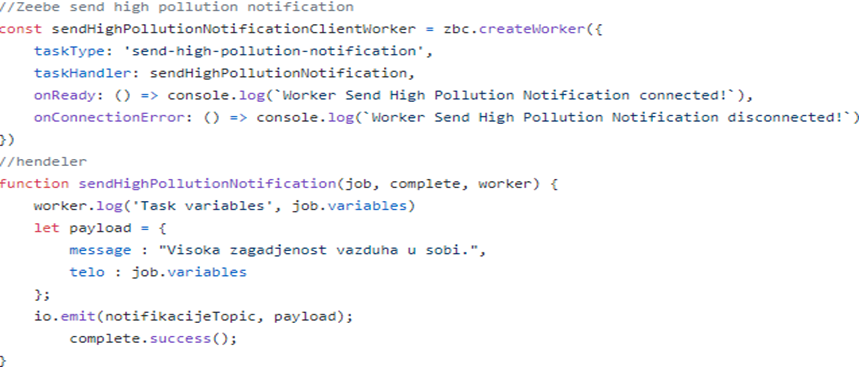 //Zeebe send high pollution notification
const sendHighPollutionNotificationClientWorker = zbc.createWorker({
    taskType: 'send-high-pollution-notification',
    taskHandler: sendHighPollutionNotification,
    onReady: () => console.log(`Worker Send High Pollution Notification connected!`),
    onConnectionError: () => console.log(`Worker Send High Pollution Notification disconnected!`)
})
//hendeler
function sendHighPollutionNotification(job, complete, worker) {
    worker.log('Task variables', job.variables)
    let payload = {
        message : "Visoka zagadjenost vazduha u sobi.",
        telo : job.variables
    };
    io.emit(notifikacijeTopic, payload);
        complete.success();
}